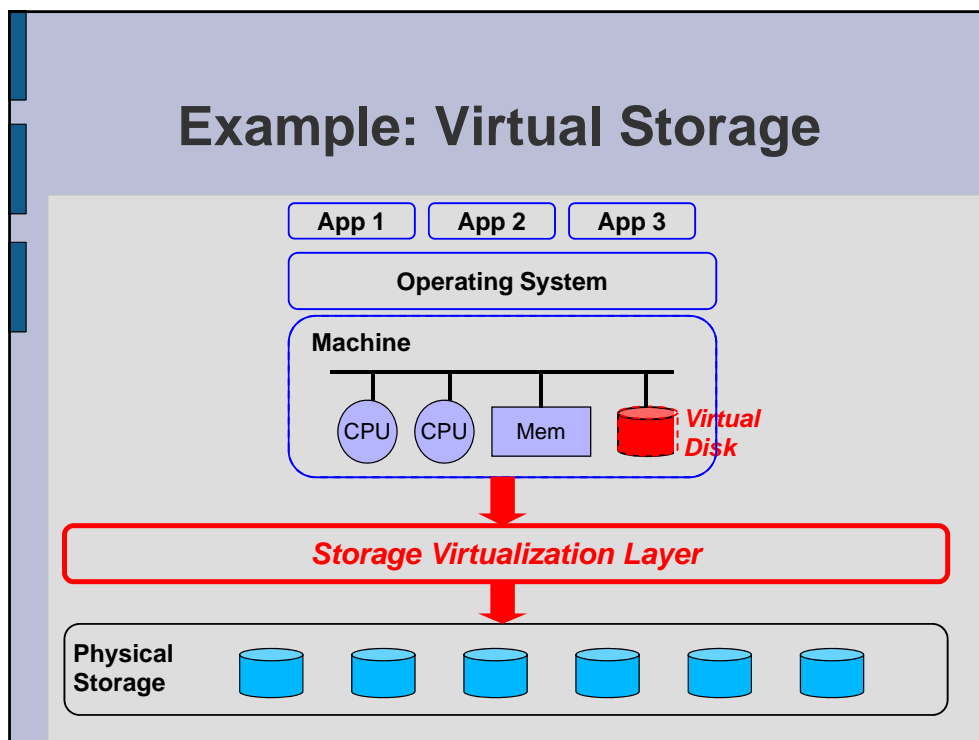 Example: Virtual Storage
App 1
App 2
App 3
Operating System
Machine
CPU
CPU
Mem
Virtual
Disk
Storage Virtualization Layer
Physical
Storage